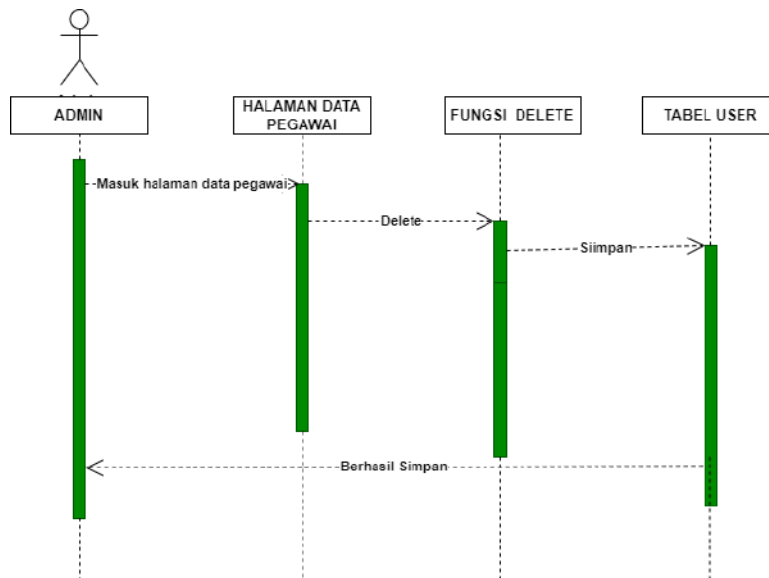 ADMIN
HALAMAN DATA
PEGAWAI
FUNGSI DELETE
TABEL USER
Masuk halaman data pegawai
Delete
Siimpan
Berhasil Simpan